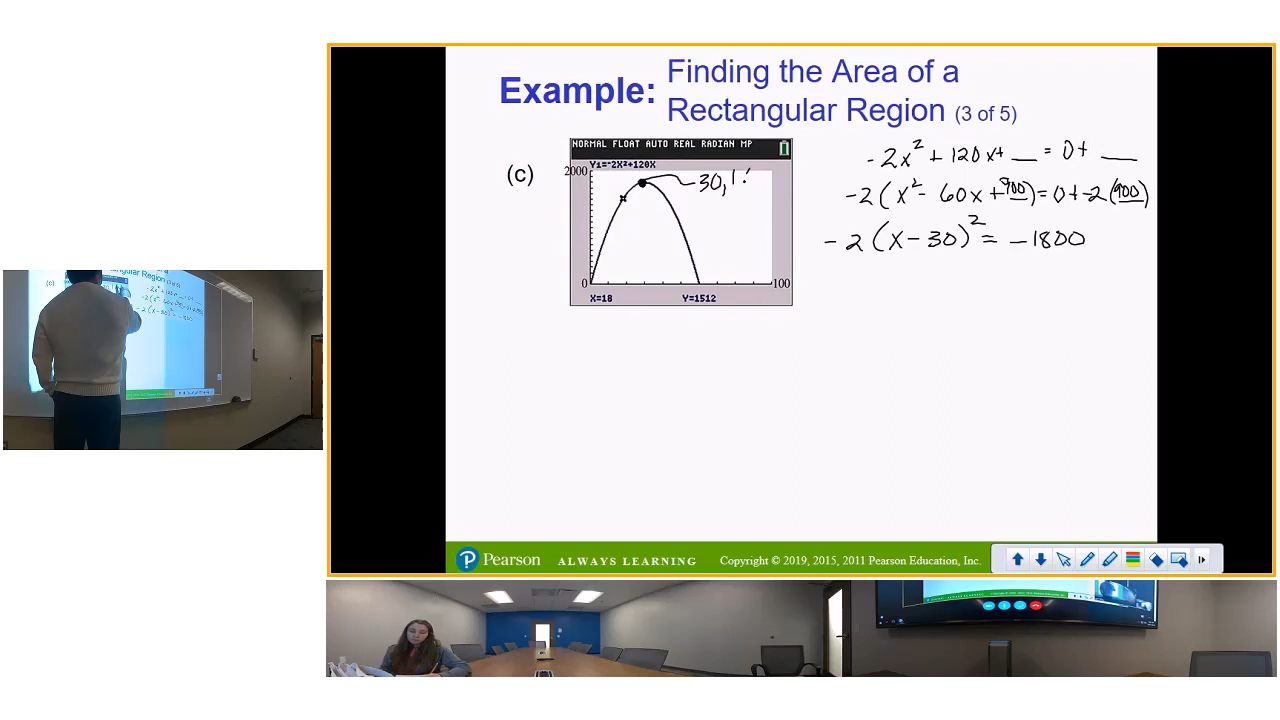 Example:
Finding the Area of a
Rectangular Region (3 of 5)
(c)
NORMAL FLOAT AUTO REAL RADIAN MP
Y1=-2X²+120X
2000
30,1
0
100
X=18
Y=1512
-2x² + 120x + __ = 0 + __
-2(x² - 60x + 900) = 0 + -2(900)
-2(x - 30)² = -1800
P Pearson
ALWAYS LEARNING
Copyright © 2019, 2015, 2011 Pearson Education, Inc.